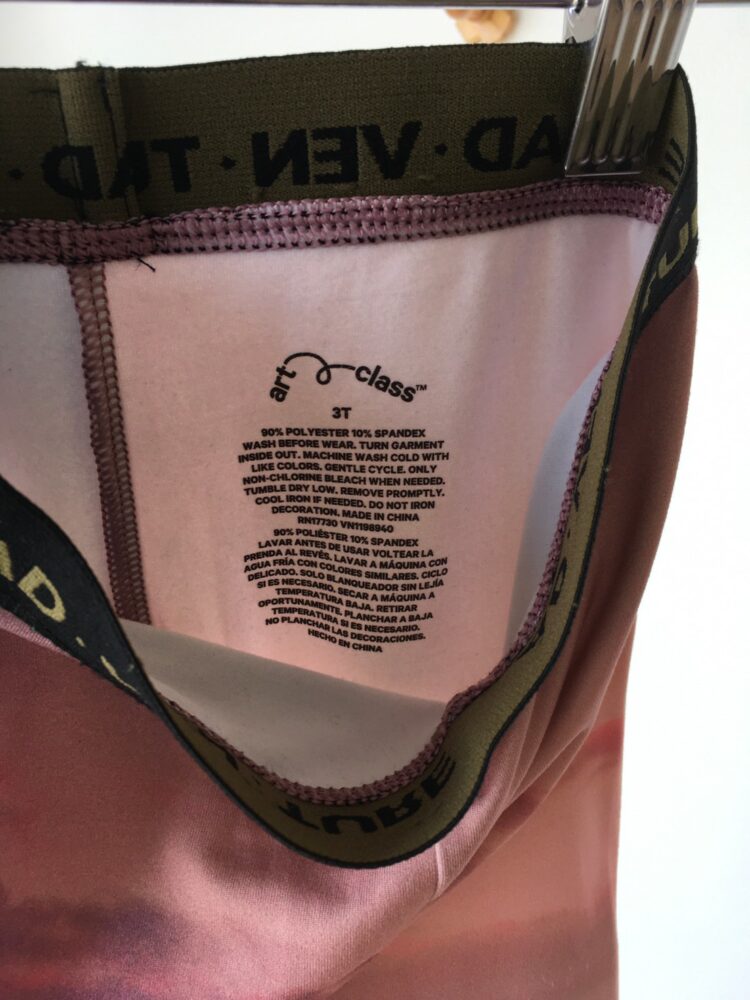 TAD · VEN · AD
TURE
art class™
3T
90% POLYESTER 10% SPANDEX
WASH BEFORE WEAR. TURN GARMENT
INSIDE OUT. MACHINE WASH COLD WITH
LIKE COLORS. GENTLE CYCLE. ONLY
NON-CHLORINE BLEACH WHEN NEEDED.
TUMBLE DRY LOW. REMOVE PROMPTLY.
COOL IRON IF NEEDED. DO NOT IRON
DECORATION. MADE IN CHINA
RN17730 VN1198940
90% POLIÉSTER 10% SPANDEX
LAVAR ANTES DE USAR VOLTEAR LA
PRENDA AL REVÉS. LAVAR A MÁQUINA CON
AGUA FRÍA CON COLORES SIMILARES. CICLO
DELICADO. SOLO BLANQUEADOR SIN LEJÍA
SI ES NECESARIO. SECAR A MÁQUINA A
TEMPERATURA BAJA. RETIRAR
OPORTUNAMENTE. PLANCHAR A BAJA
TEMPERATURA SI ES NECESARIO.
NO PLANCHAR LAS DECORACIONES.
HECHO EN CHINA
AD · V
TURE